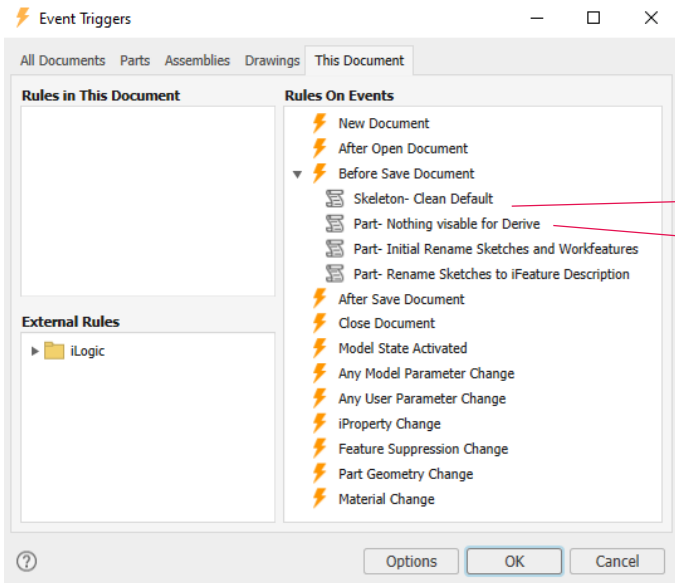 Event Triggers
All Documents Parts Assemblies Drawings This Document
Rules in This Document
External Rules
iLogic
Rules On Events
New Document
After Open Document
Before Save Document
Skeleton- Clean Default
Part- Nothing visable for Derive
Part- Initial Rename Sketches and Workfeatures
Part- Rename Sketches to iFeature Description
After Save Document
Close Document
Model State Activated
Any Model Parameter Change
Any User Parameter Change
iProperty Change
Feature Suppression Change
Part Geometry Change
Material Change
? Options OK Cancel